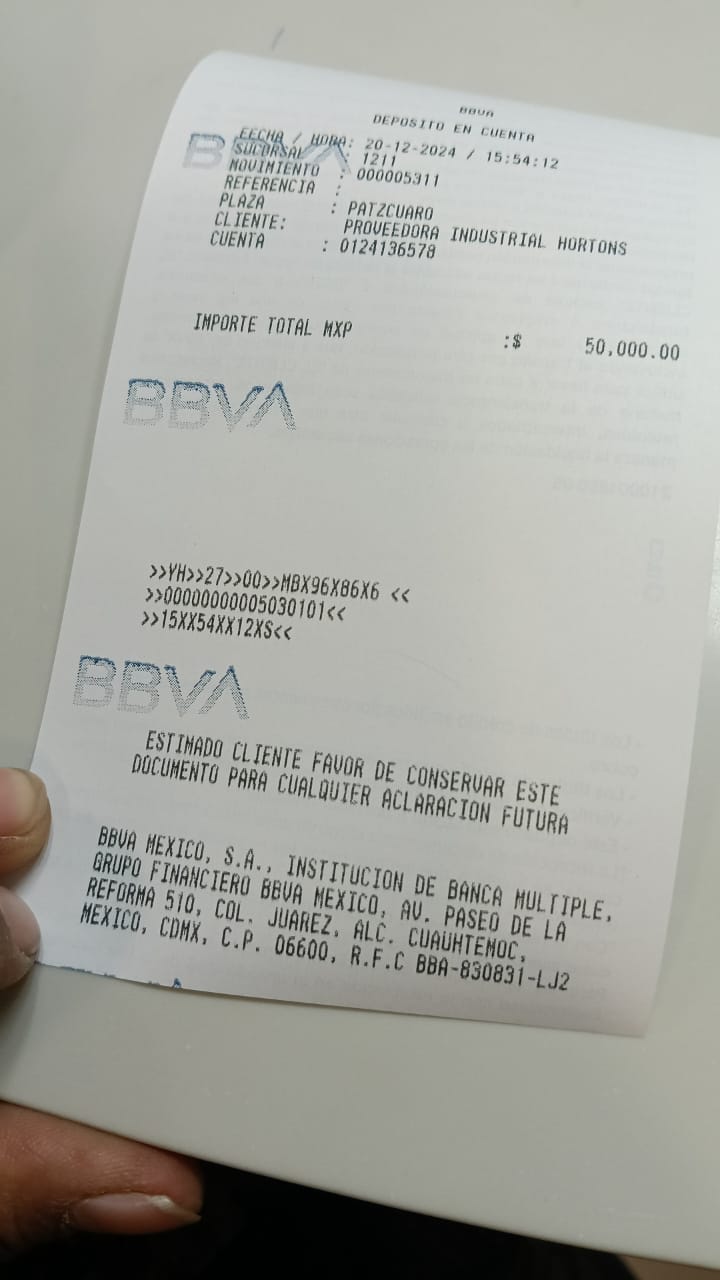 BBVA
DEPOSITO EN CUENTA
FECHA / HORA: 20-12-2024 / 15:54:12
SUCURSAL : 1211
MOVIMIENTO : 000005311
REFERENCIA :
PLAZA : PATZCUARO
CLIENTE: PROVEEDORA INDUSTRIAL HORTONS
CUENTA : 0124136578
IMPORTE TOTAL MXP :$ 50,000.00
BBVA
>>YH>>27>>00>>MBX96X86X6 <<
>>00000000005030101<<
>>15XX54XX12XS<<
BBVA
ESTIMADO CLIENTE FAVOR DE CONSERVAR ESTE
DOCUMENTO PARA CUALQUIER ACLARACION FUTURA
BBVA MEXICO, S.A., INSTITUCION DE BANCA MULTIPLE,
GRUPO FINANCIERO BBVA MEXICO, AV. PASEO DE LA
REFORMA 510, COL. JUAREZ, ALC. CUAUHTEMOC,
MEXICO, CDMX, C.P. 06600, R.F.C BBA-830831-LJ2